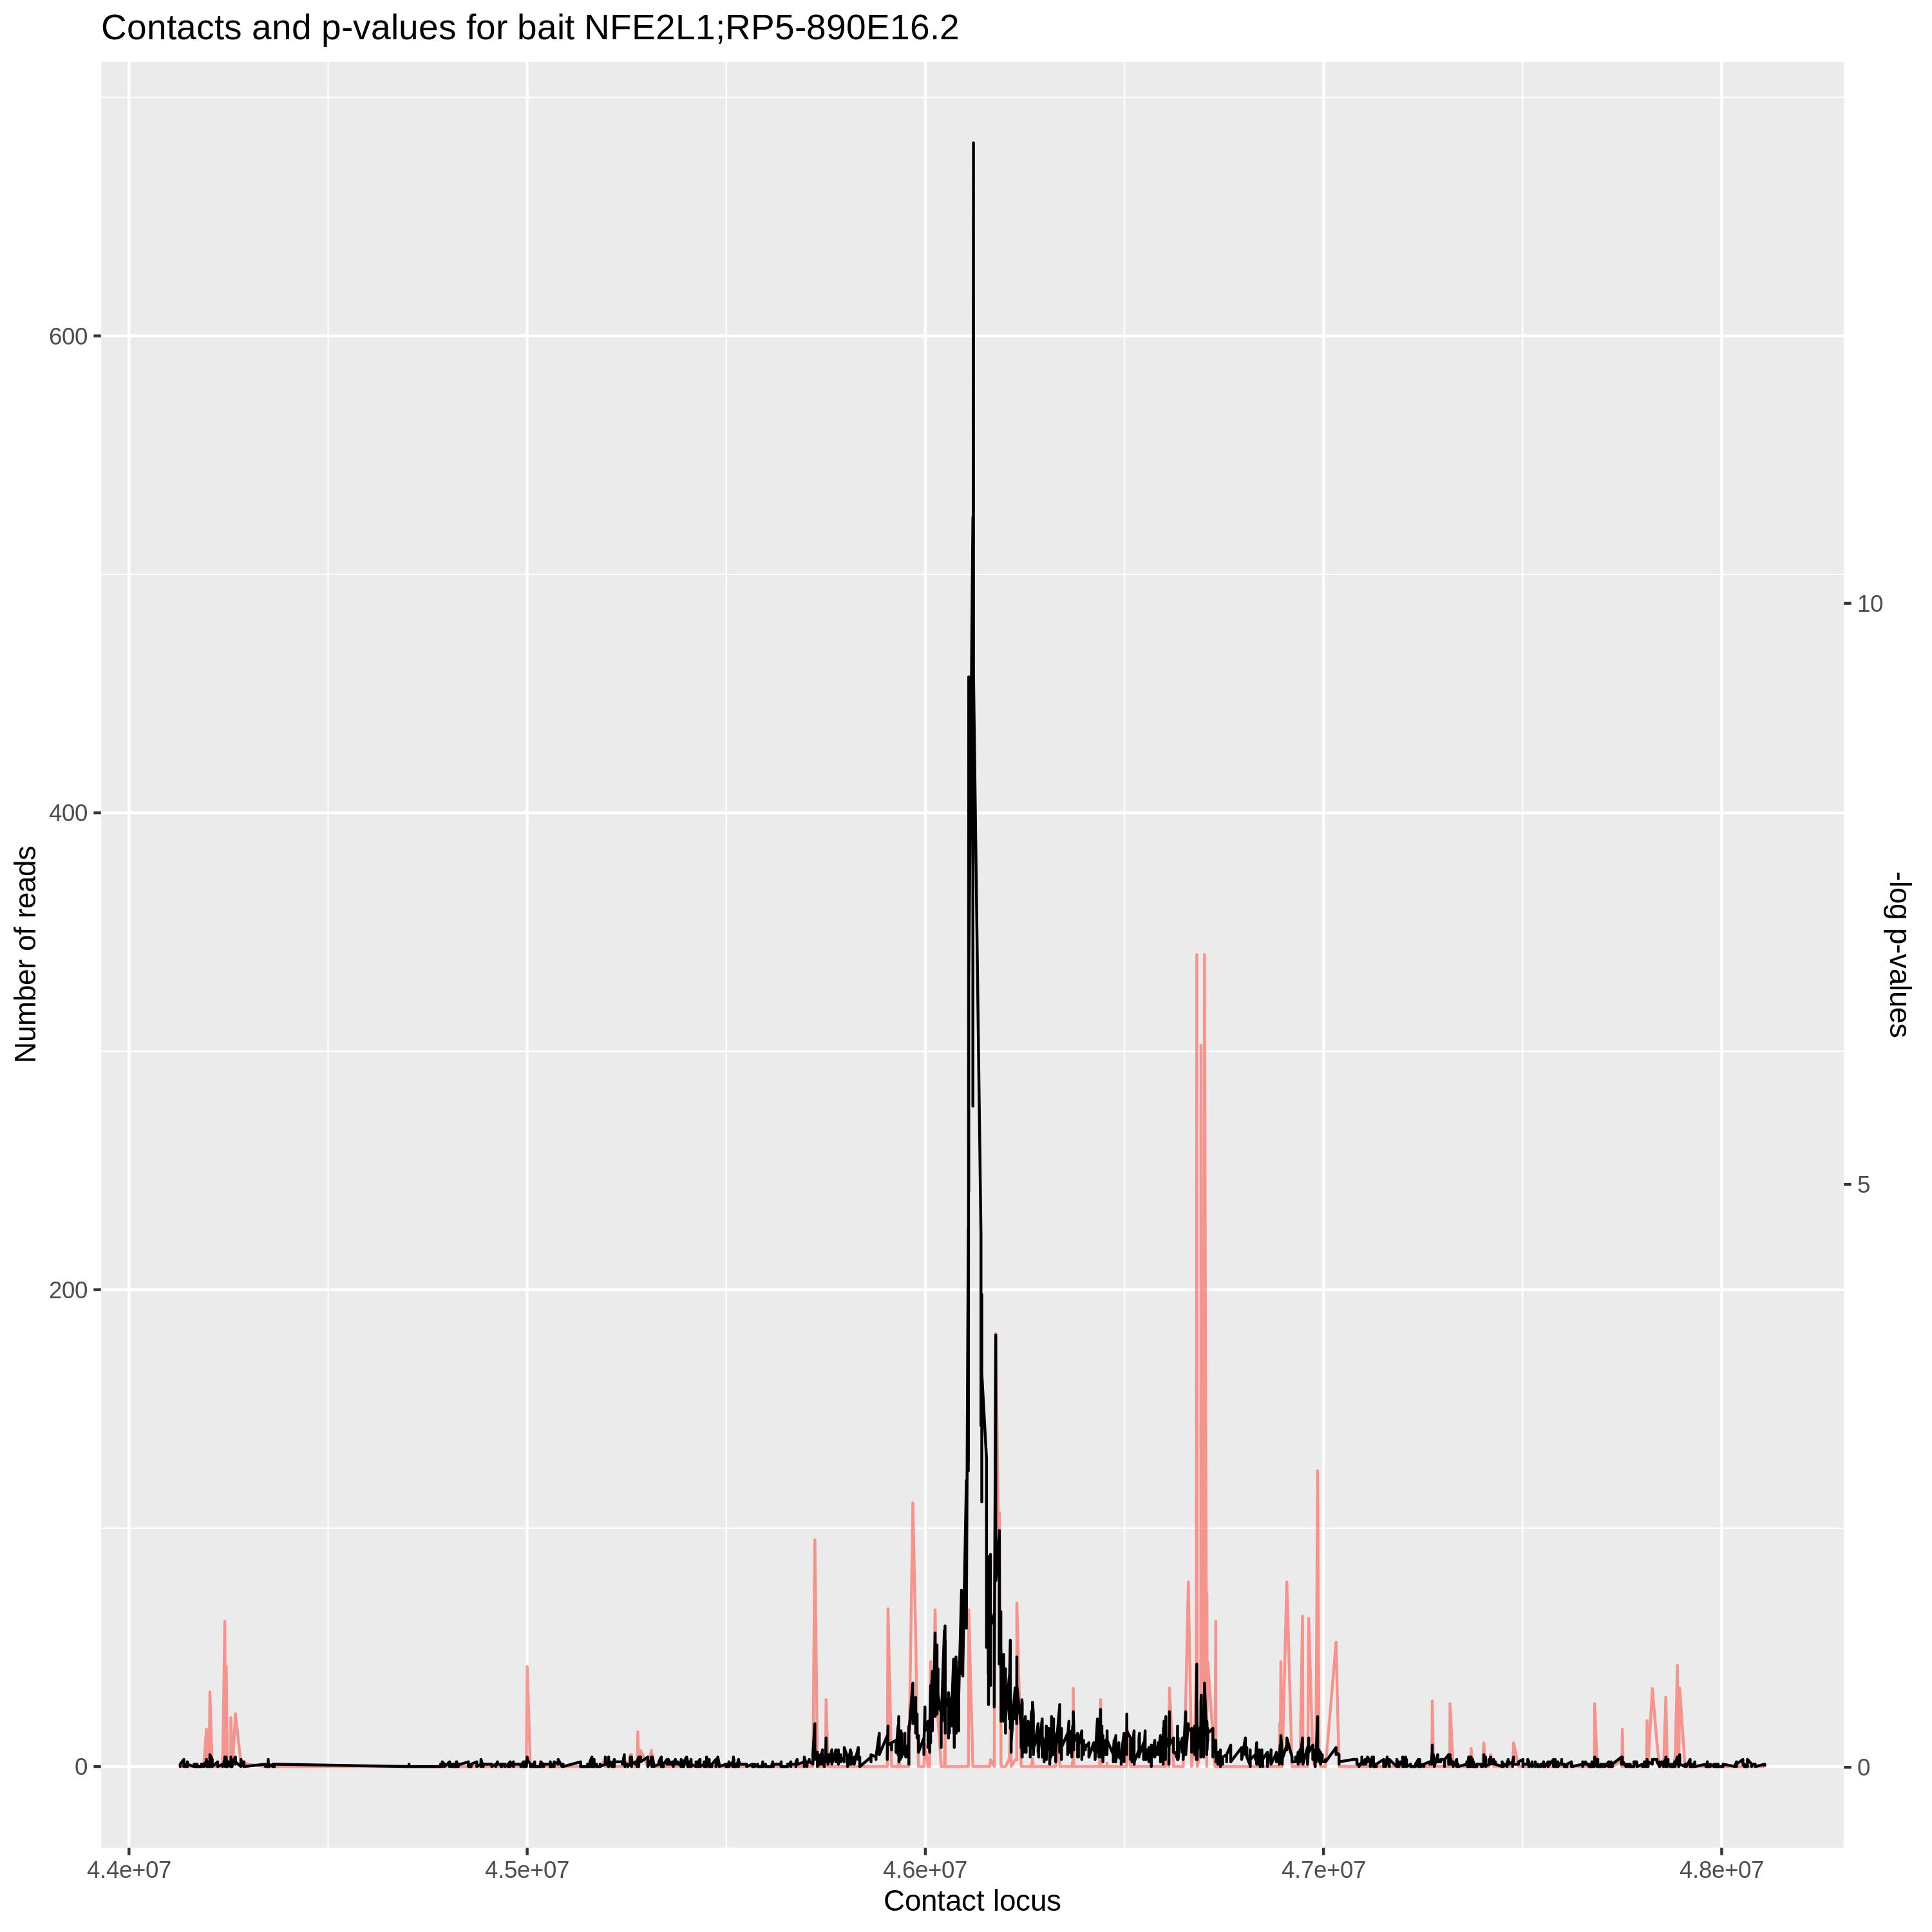 Contacts and p-values for bait NFE2L1;RP5-890E16.2
Number of reads
600
400
200
0
10
5
0
-log p-values
4.4e+07
4.5e+07
4.6e+07
4.7e+07
4.8e+07
Contact locus